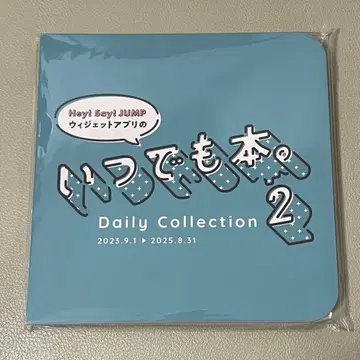 Hey! Say! JUMP
ウィジェットアプリの
いつでも本。
2
Daily Collection
2023.9.1 ▶ 2025.8.31